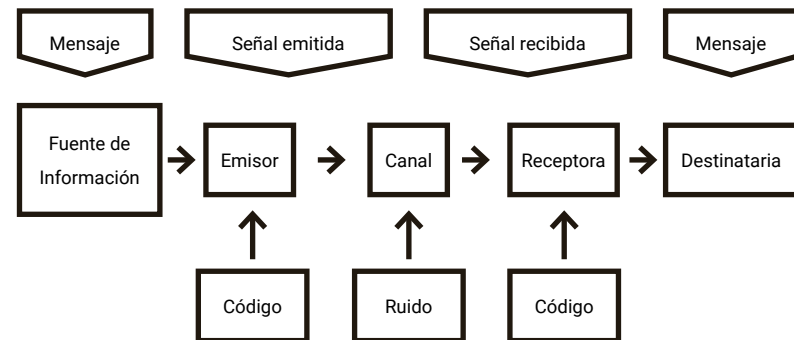 Mensaje
Señal emitida
Señal recibida
Mensaje
Fuente de
Información
Emisor
Canal
Receptora
Destinataria
Código
Ruido
Código